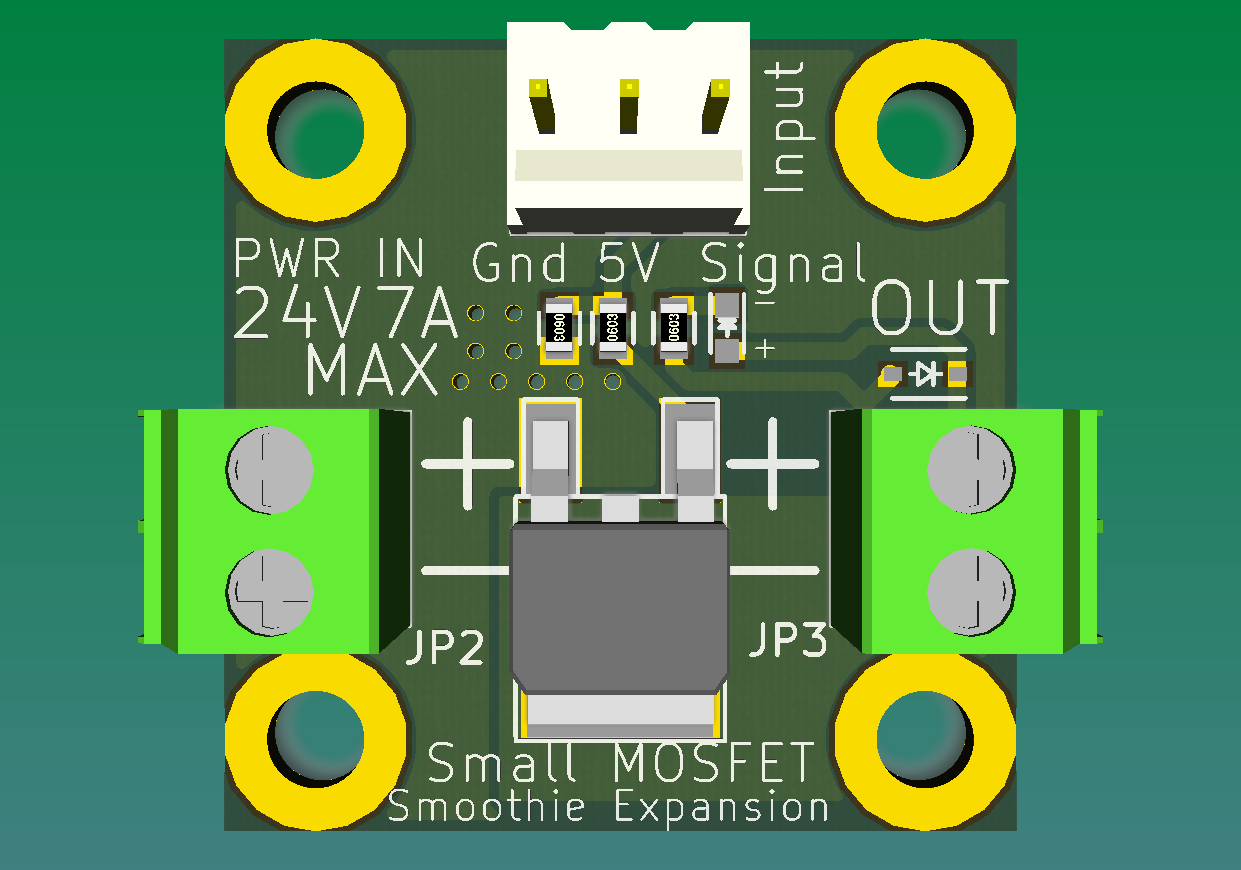 Input
PWR IN
Gnd 5V Signal
24V 7A
OUT
MAX
0603
0603
0603
−
+
+
+
−
−
JP2
JP3
Small MOSFET
Smoothie Expansion